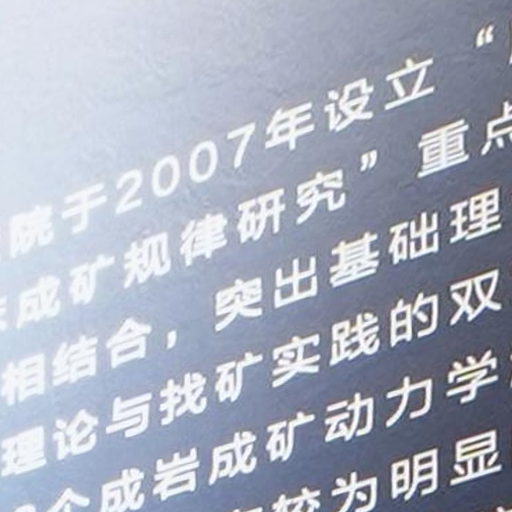 院于2007年设立“
成矿规律研究”重点
相结合，突出基础理
理论与找矿实践的双
个成岩成矿动力学
较为明显